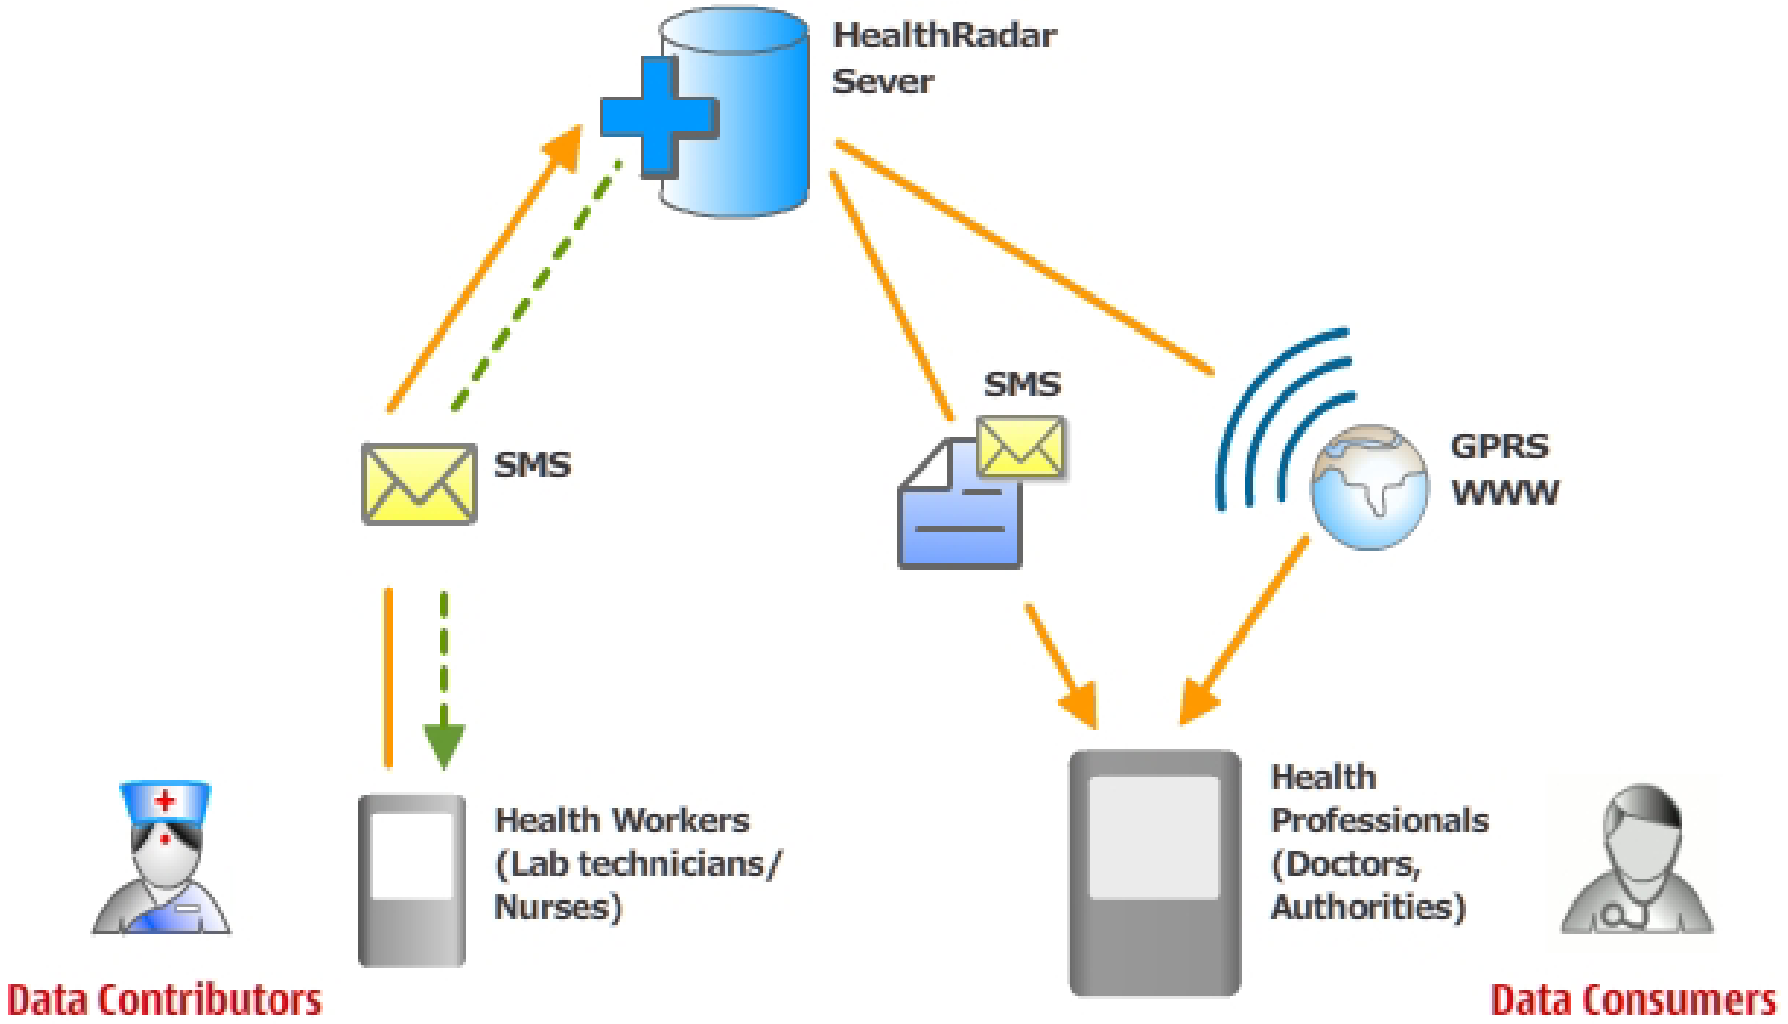 HealthRadar
Sever
SMS
SMS
GPRS
WWW
Health Workers
(Lab technicians/
Nurses)
Health
Professionals
(Doctors,
Authorities)
Data Contributors
Data Consumers